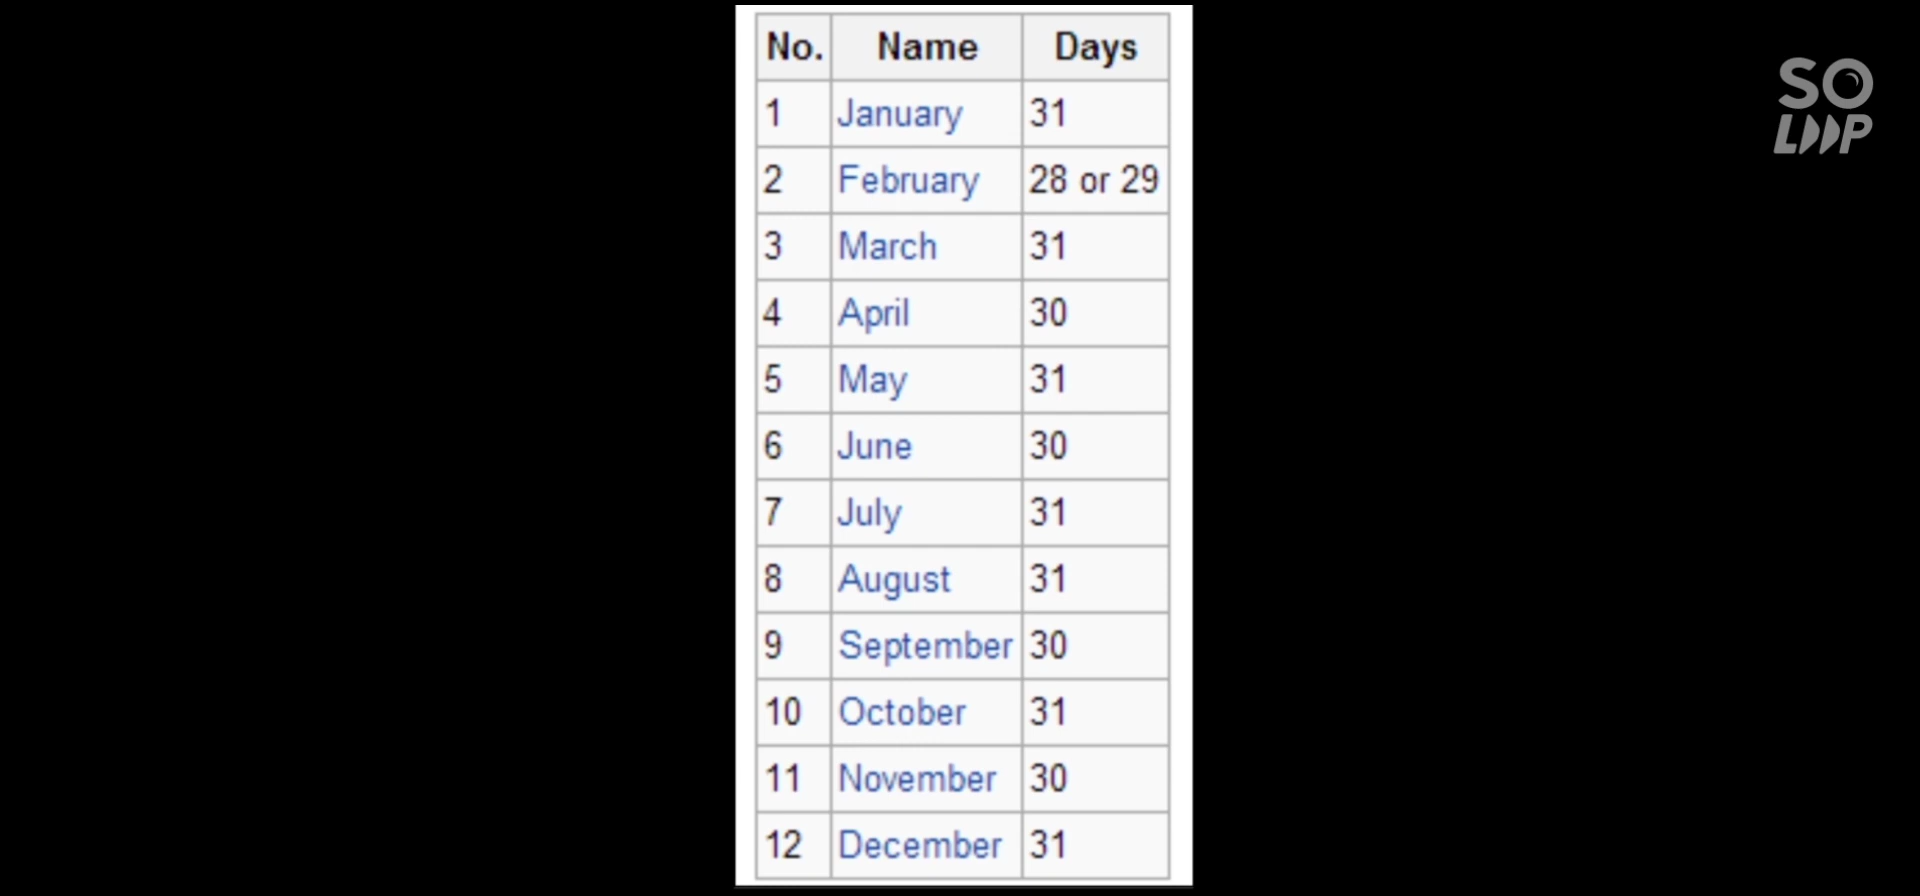 No. Name Days
1 January 31
2 February 28 or 29
3 March 31
4 April 30
5 May 31
6 June 30
7 July 31
8 August 31
9 September 30
10 October 31
11 November 30
12 December 31
SO
LOOP